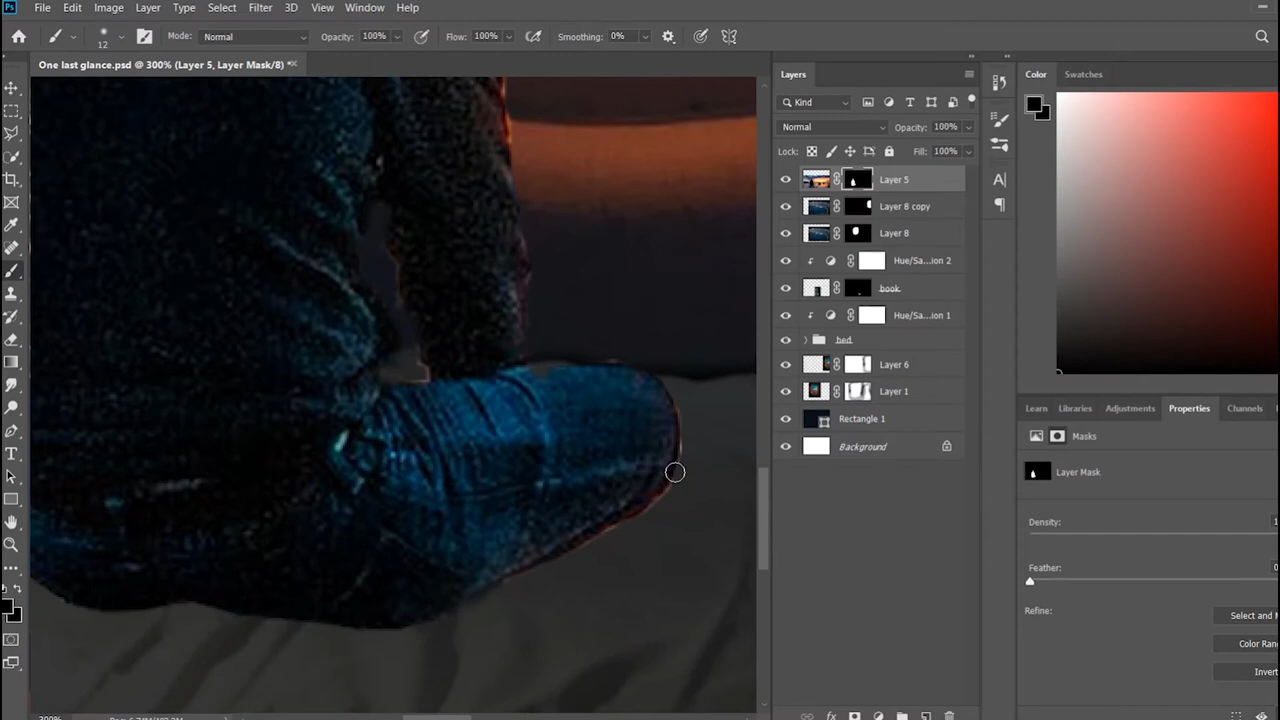 Ps File Edit Image Layer Type Select Filter 3D View Window Help
12 Mode: Normal Opacity: 100% Flow: 100% Smoothing: 0%
One last glance.psd @ 300% (Layer 5, Layer Mask/8) *
Layers
Kind
Normal Opacity: 100%
Lock: Fill: 100%
Layer 5
Layer 8 copy
Layer 8
Hue/Sa...ion 2
book
Hue/Sa...ion 1
bed
Layer 6
Layer 1
Rectangle 1
Background
Color Swatches
Learn Libraries Adjustments Properties Channels
Masks
Layer Mask
Density:
Feather:
Refine:
Select and M
Color Ran
Invert
300%